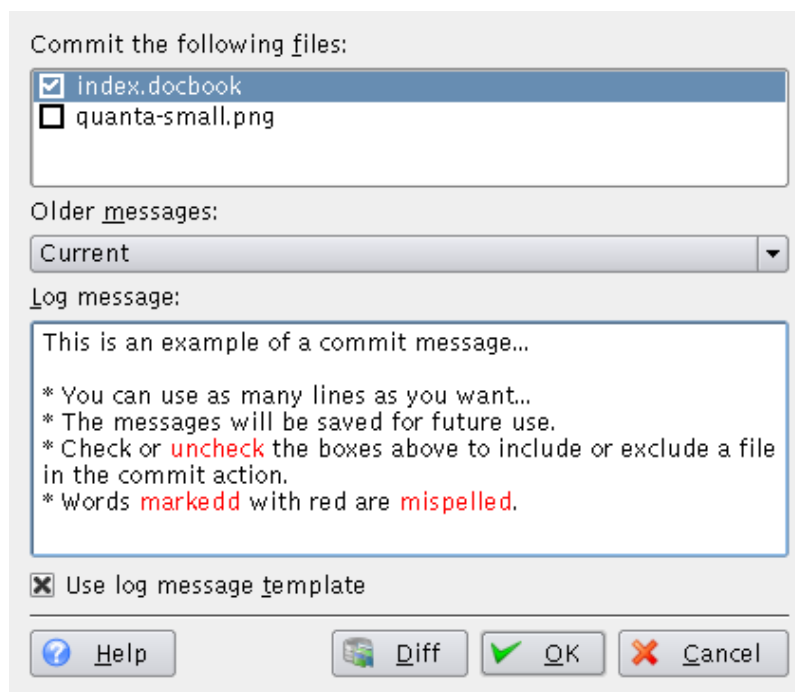 Commit the following files:
index.docbook
quanta-small.png
Older messages:
Current
Log message:
This is an example of a commit message...
* You can use as many lines as you want...
* The messages will be saved for future use.
* Check or uncheck the boxes above to include or exclude a file
in the commit action.
* Words markedd with red are mispelled.
Use log message template
Help
Diff
OK
Cancel